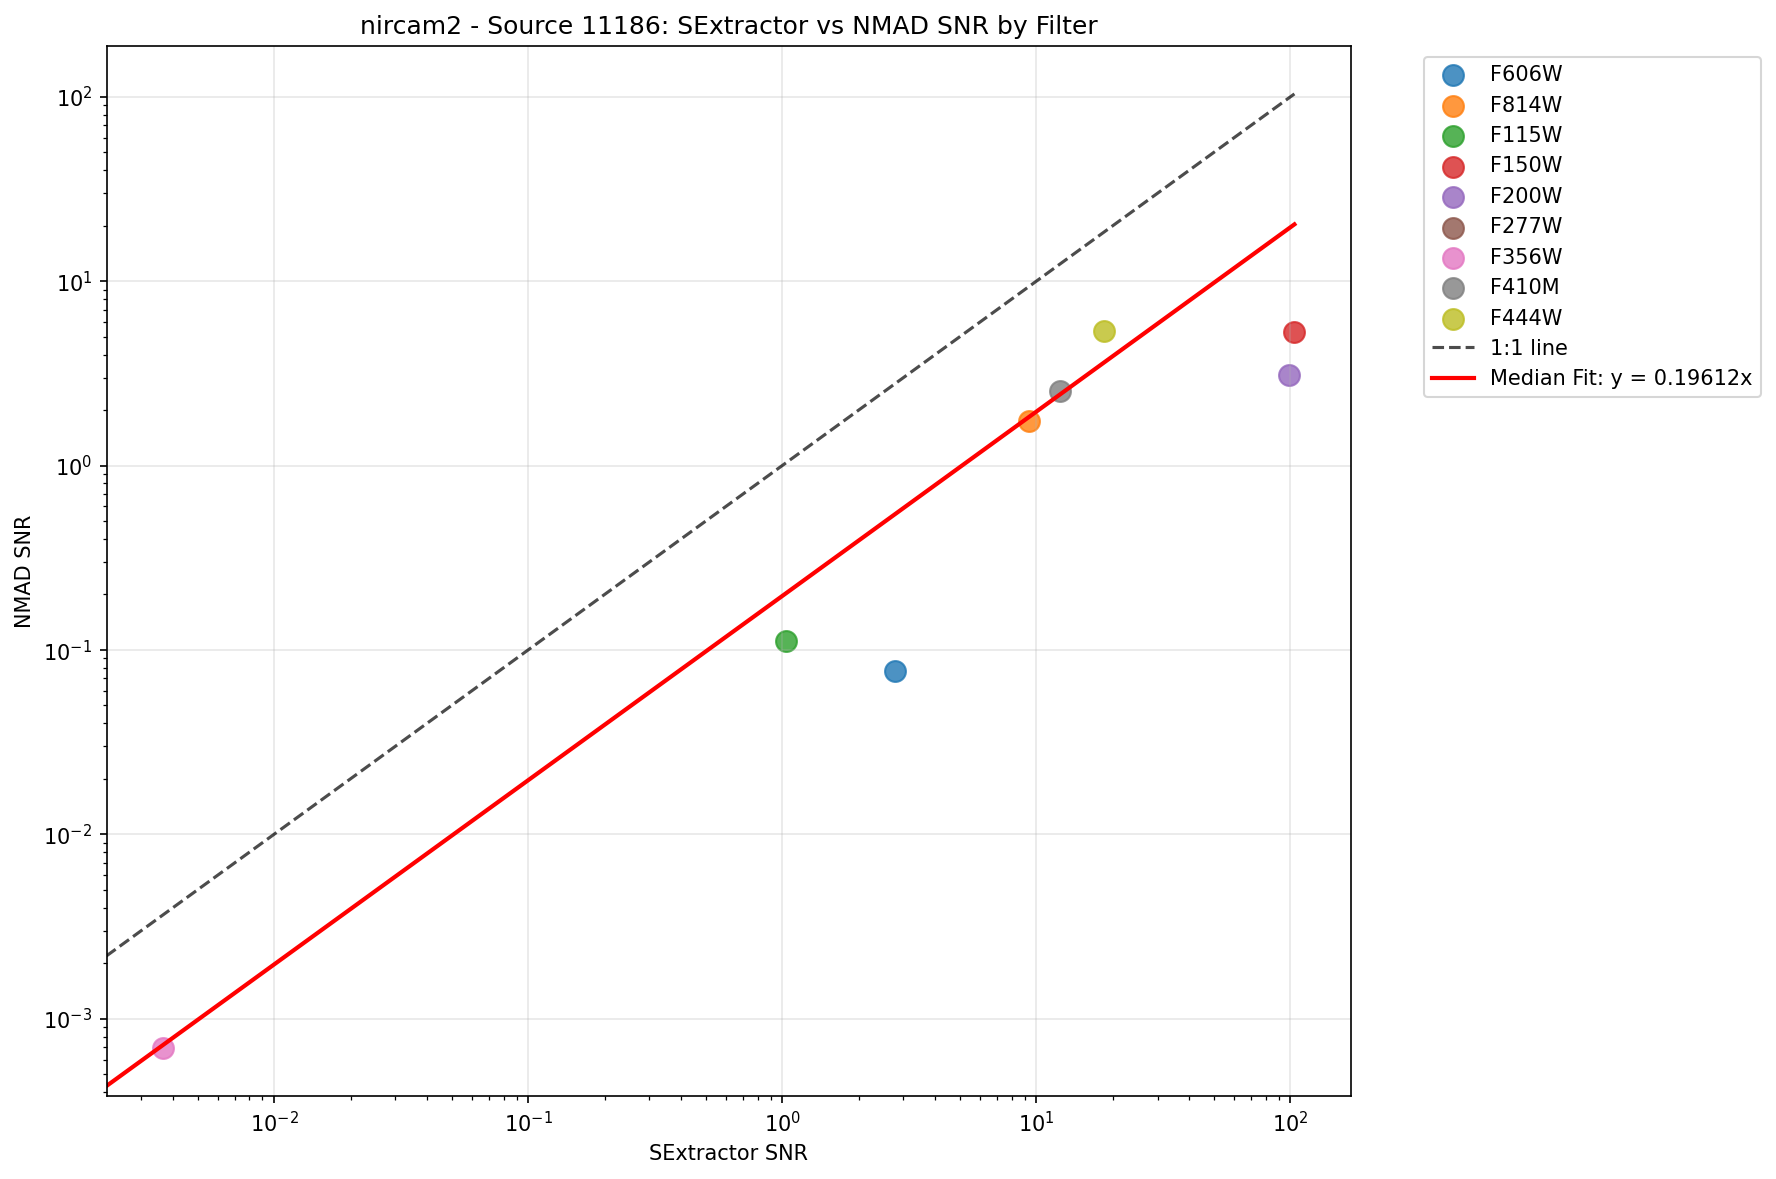 nircam2 - Source 11186: SExtractor vs NMAD SNR by Filter
NMAD SNR
10²
10¹
10⁰
10⁻¹
10⁻²
10⁻³
10⁻² 10⁻¹ 10⁰ 10¹ 10²
SExtractor SNR
F606W
F814W
F115W
F150W
F200W
F277W
F356W
F410M
F444W
1:1 line
Median Fit: y = 0.19612x